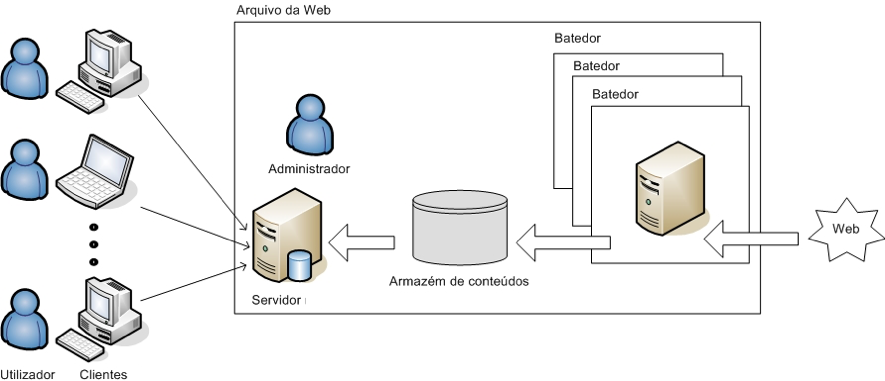 Arquivo da Web
Batedor
Batedor
Batedor
Administrador
Web
Armazém de conteúdos
Servidor
Utilizador
Clientes